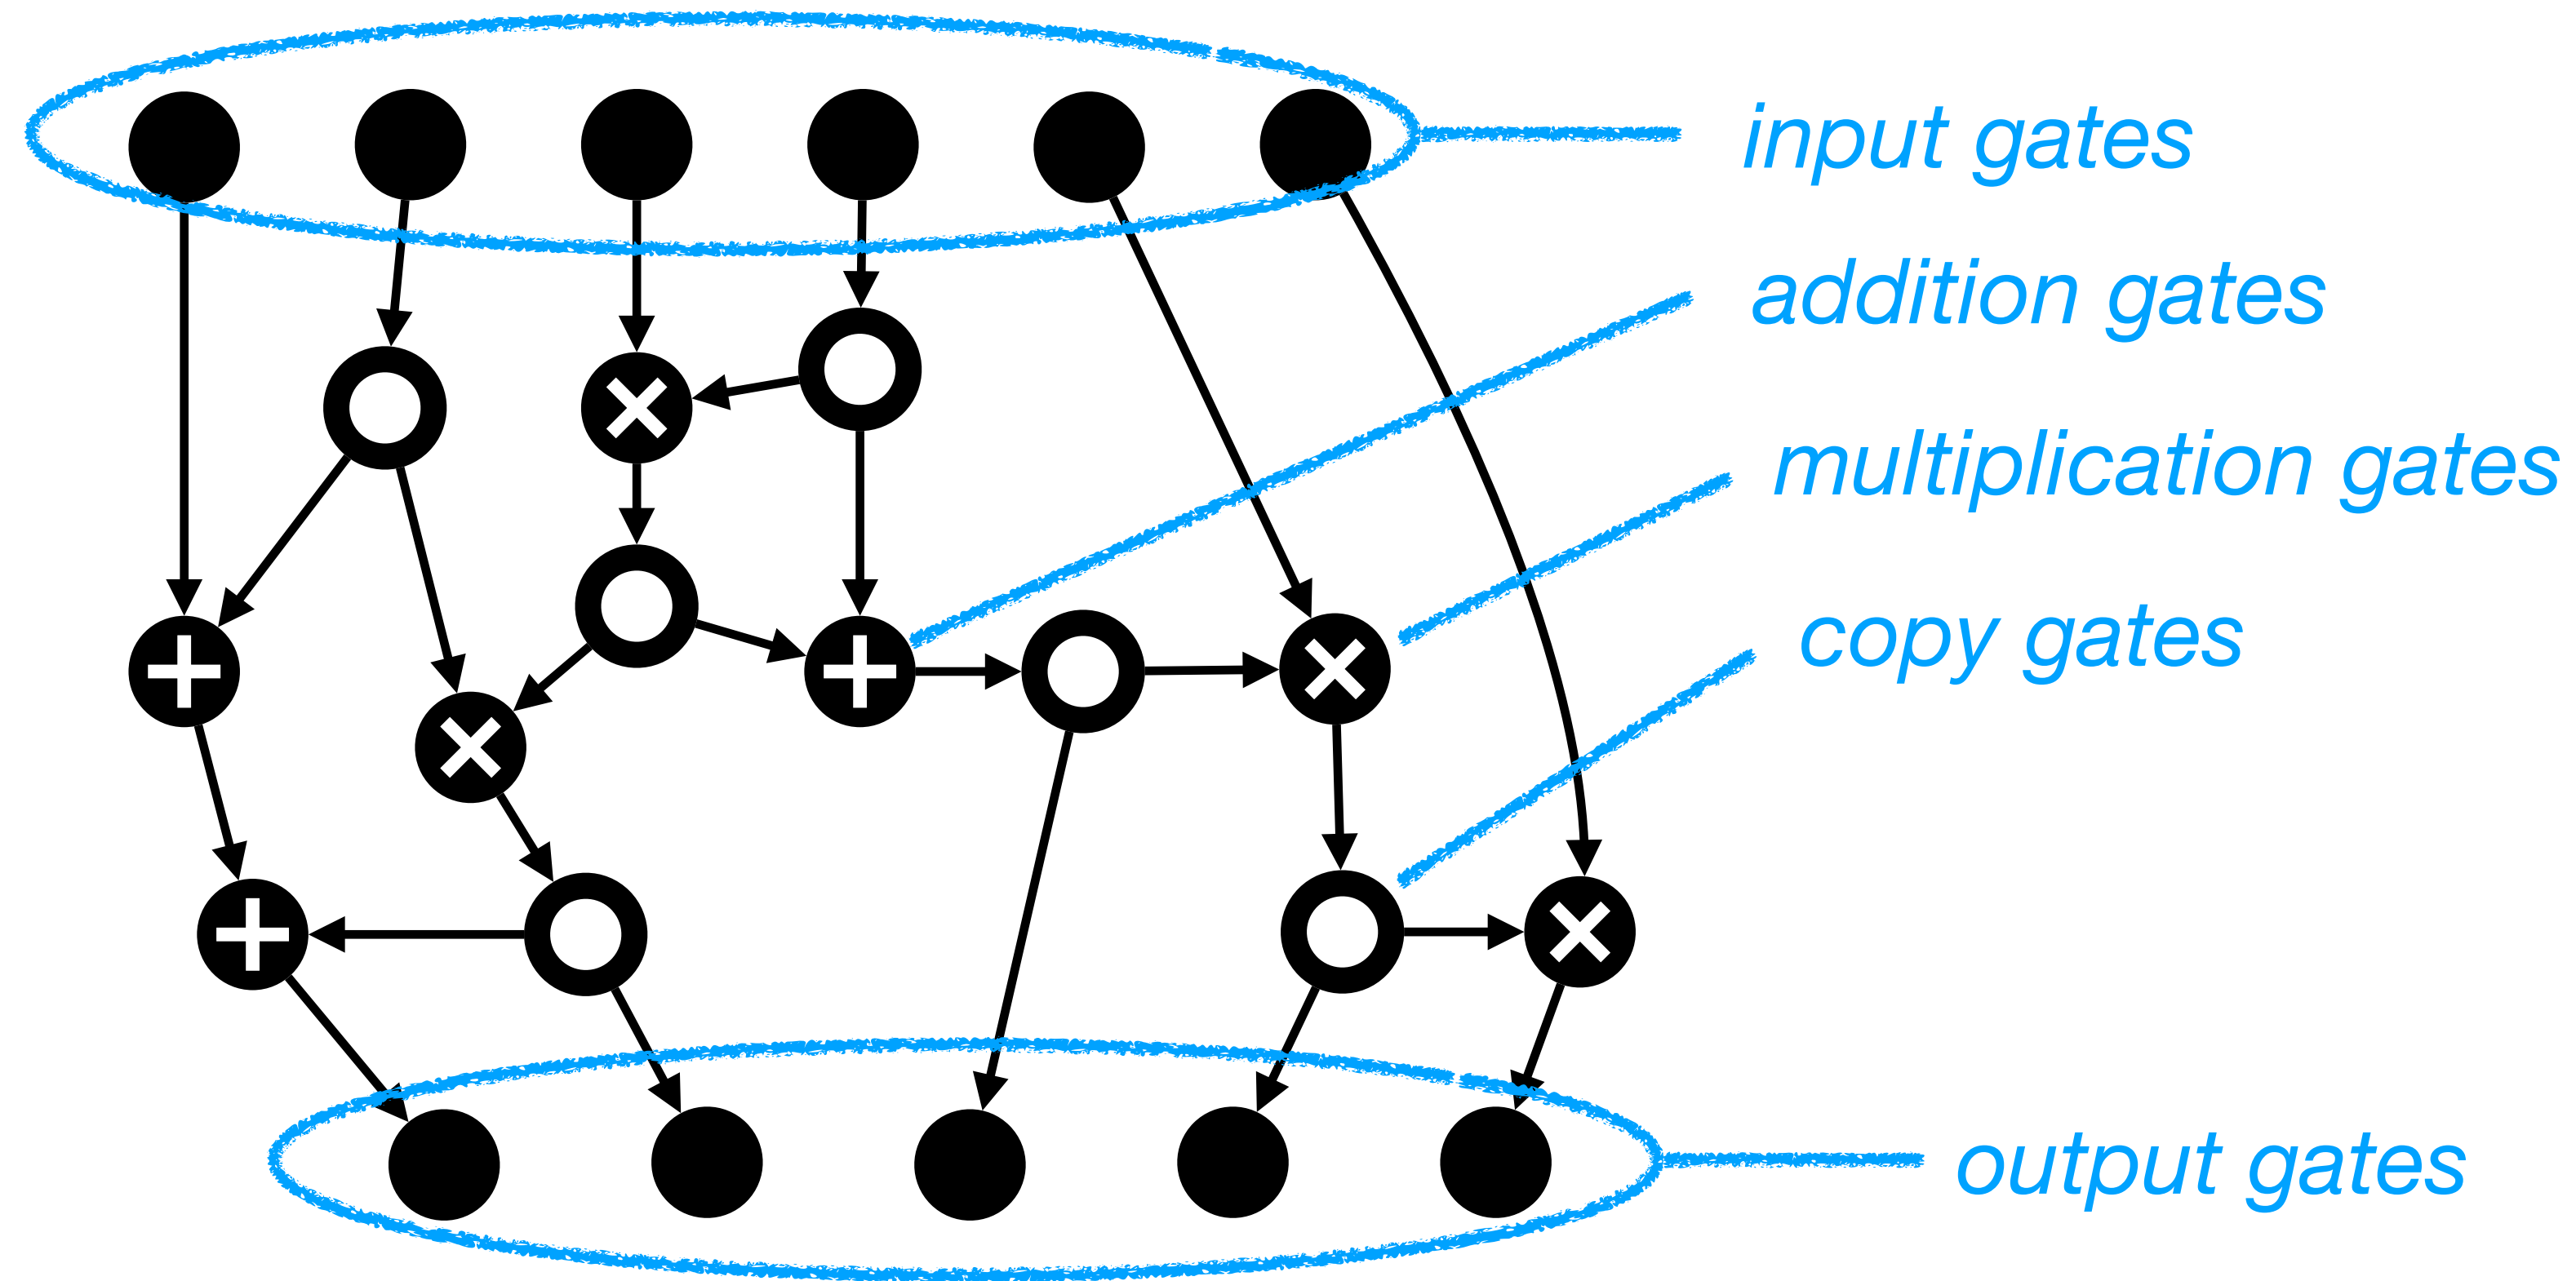 input gates
addition gates
multiplication gates
copy gates
output gates